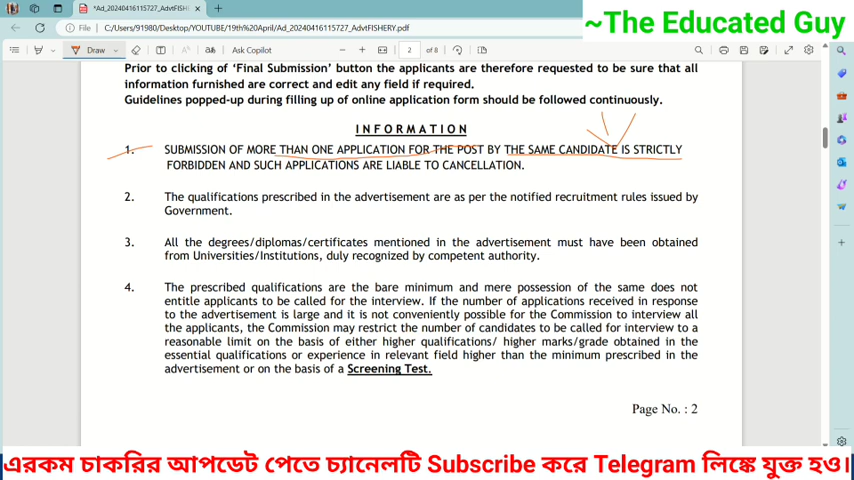 *Ad_20240416115727_AdvtFISHERY
~The Educated Guy
File
C:/Users/91980/Desktop/YOUTUBE/19th%20April/Ad_20240416115727_AdvtFISHERY.pdf
Draw
Ask Copilot
2
of 8
Prior to clicking of ‘Final Submission’ button the applicants are therefore requested to be sure that all
information furnished are correct and edit any field if required.
Guidelines popped-up during filling up of online application form should be followed continuously.
INFORMATION
1. SUBMISSION OF MORE THAN ONE APPLICATION FOR THE POST BY THE SAME CANDIDATE IS STRICTLY
FORBIDDEN AND SUCH APPLICATIONS ARE LIABLE TO CANCELLATION.
2. The qualifications prescribed in the advertisement are as per the notified recruitment rules issued by
Government.
3. All the degrees/diplomas/certificates mentioned in the advertisement must have been obtained
from Universities/Institutions, duly recognized by competent authority.
4. The prescribed qualifications are the bare minimum and mere possession of the same does not
entitle applicants to be called for the interview. If the number of applications received in response
to the advertisement is large and it is not conveniently possible for the Commission to interview all
the applicants, the Commission may restrict the number of candidates to be called for interview to a
reasonable limit on the basis of either higher qualifications/ higher marks/grade obtained in the
essential qualifications or experience in relevant field higher than the minimum prescribed in the
advertisement or on the basis of a Screening Test.
Page No. : 2
এরকম চাকরির আপডেট পেতে চ্যানেলটি Subscribe করে Telegram লিঙ্কে যুক্ত হও।